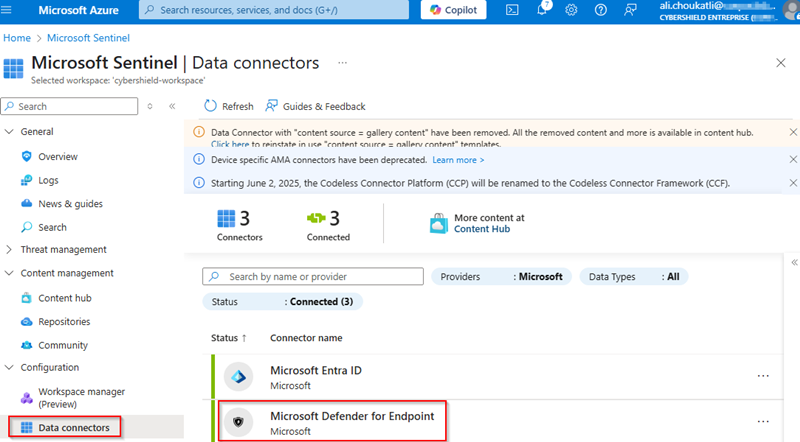 Microsoft Azure
Search resources, services, and docs (G+/)
Copilot
7
ali.choukatli@
CYBERSHIELD ENTREPRISE (
Home > Microsoft Sentinel
Microsoft Sentinel | Data connectors ...
Selected workspace: 'cybershield-workspace'
Search
General
Overview
Logs
News & guides
Search
Threat management
Content management
Content hub
Repositories
Community
Configuration
Workspace manager
(Preview)
Data connectors
Refresh
Guides & Feedback
Data Connector with "content source = gallery content" have been removed. All the removed content and more is available in content hub.
Click here to reinstate in use "content source = gallery content" templates.
Device specific AMA connectors have been deprecated. Learn more >
Starting June 2, 2025, the Codeless Connector Platform (CCP) will be renamed to the Codeless Connector Framework (CCF).
3
Connectors
3
Connected
More content at
Content Hub
Search by name or provider
Providers : Microsoft
Data Types : All
Status : Connected (3)
Status ↑
Connector name
Microsoft Entra ID
Microsoft
Microsoft Defender for Endpoint
Microsoft